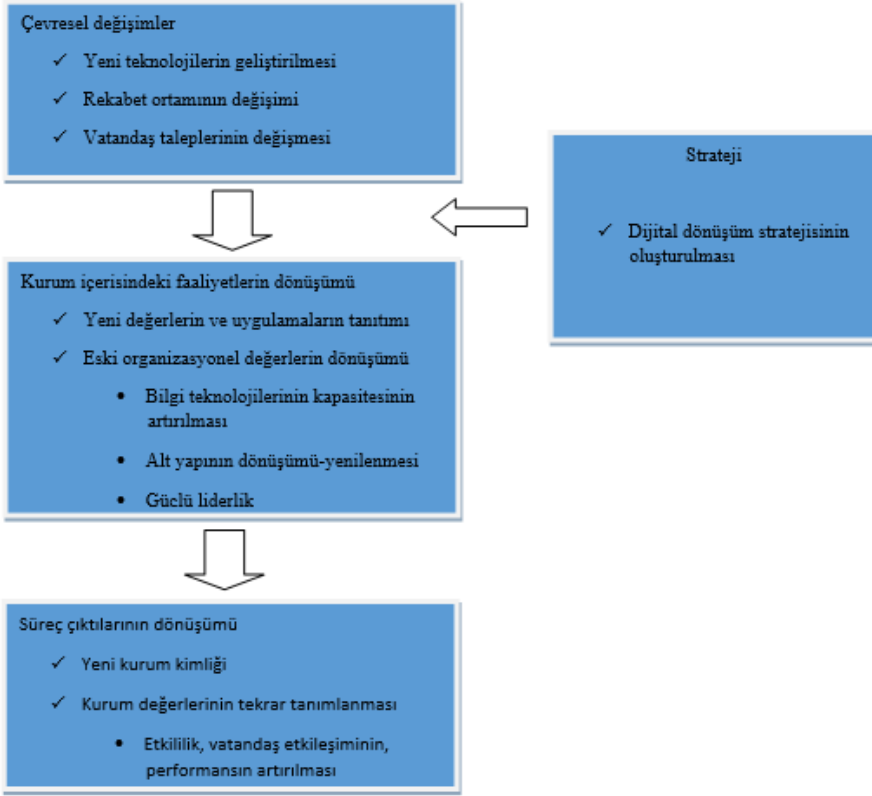 Çevresel değişimler
✓ Yeni teknolojilerin geliştirilmesi
✓ Rekabet ortamının değişimi
✓ Vatandaş taleplerinin değişmesi
Strateji
✓ Dijital dönüşüm stratejisinin
oluşturulması
Kurum içerisindeki faaliyetlerin dönüşümü
✓ Yeni değerlerin ve uygulamaların tanıtımı
✓ Eski organizasyonel değerlerin dönüşümü
• Bilgi teknolojilerinin kapasitesinin
artırılması
• Alt yapının dönüşümü-yenilenmesi
• Güçlü liderlik
Süreç çıktılarının dönüşümü
✓ Yeni kurum kimliği
✓ Kurum değerlerinin tekrar tanımlanması
• Etkililik, vatandaş etkileşiminin,
performansın artırılması